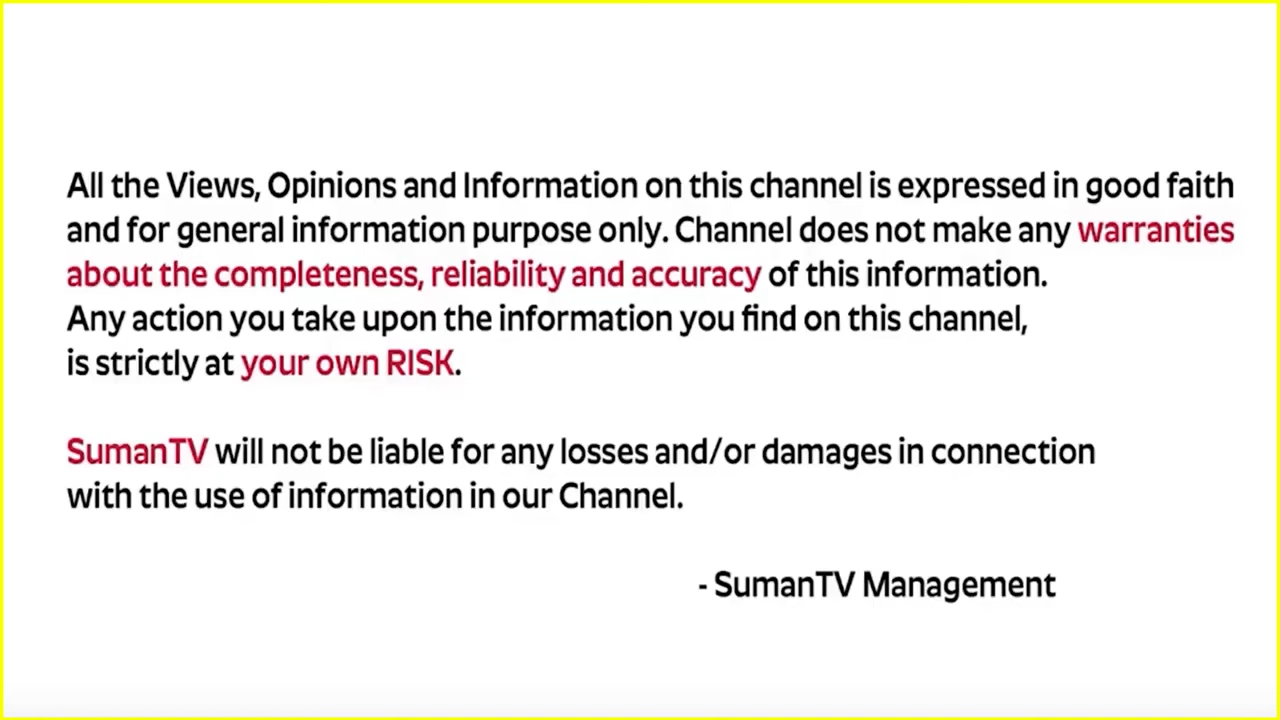 All the Views, Opinions and Information on this channel is expressed in good faith
and for general information purpose only. Channel does not make any warranties
about the completeness, reliability and accuracy of this information.
Any action you take upon the information you find on this channel,
is strictly at your own RISK.
SumanTV will not be liable for any losses and/or damages in connection
with the use of information in our Channel.
- SumanTV Management